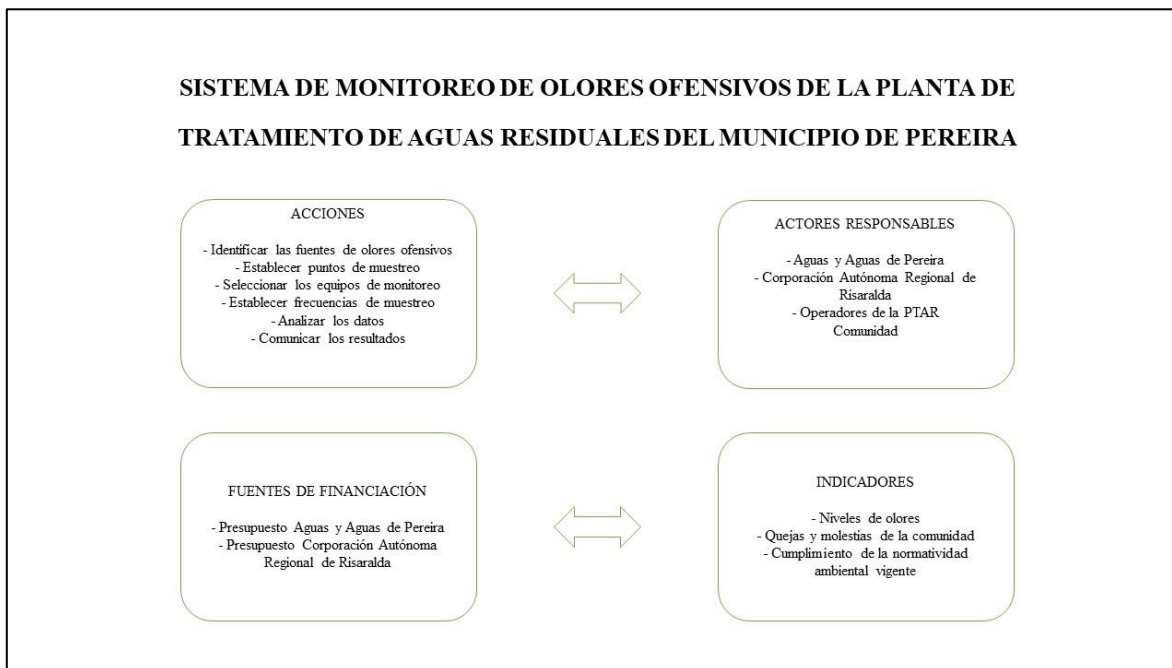 SISTEMA DE MONITOREO DE OLORES OFENSIVOS DE LA PLANTA DE
TRATAMIENTO DE AGUAS RESIDUALES DEL MUNICIPIO DE PEREIRA
ACCIONES
- Identificar las fuentes de olores ofensivos
- Establecer puntos de muestreo
- Seleccionar los equipos de monitoreo
- Establecer frecuencias de muestreo
- Analizar los datos
- Comunicar los resultados
ACTORES RESPONSABLES
- Aguas y Aguas de Pereira
- Corporación Autónoma Regional de
Risaralda
- Operadores de la PTAR
Comunidad
FUENTES DE FINANCIACIÓN
- Presupuesto Aguas y Aguas de Pereira
- Presupuesto Corporación Autónoma
Regional de Risaralda
INDICADORES
- Niveles de olores
- Quejas y molestias de la comunidad
- Cumplimiento de la normatividad
ambiental vigente